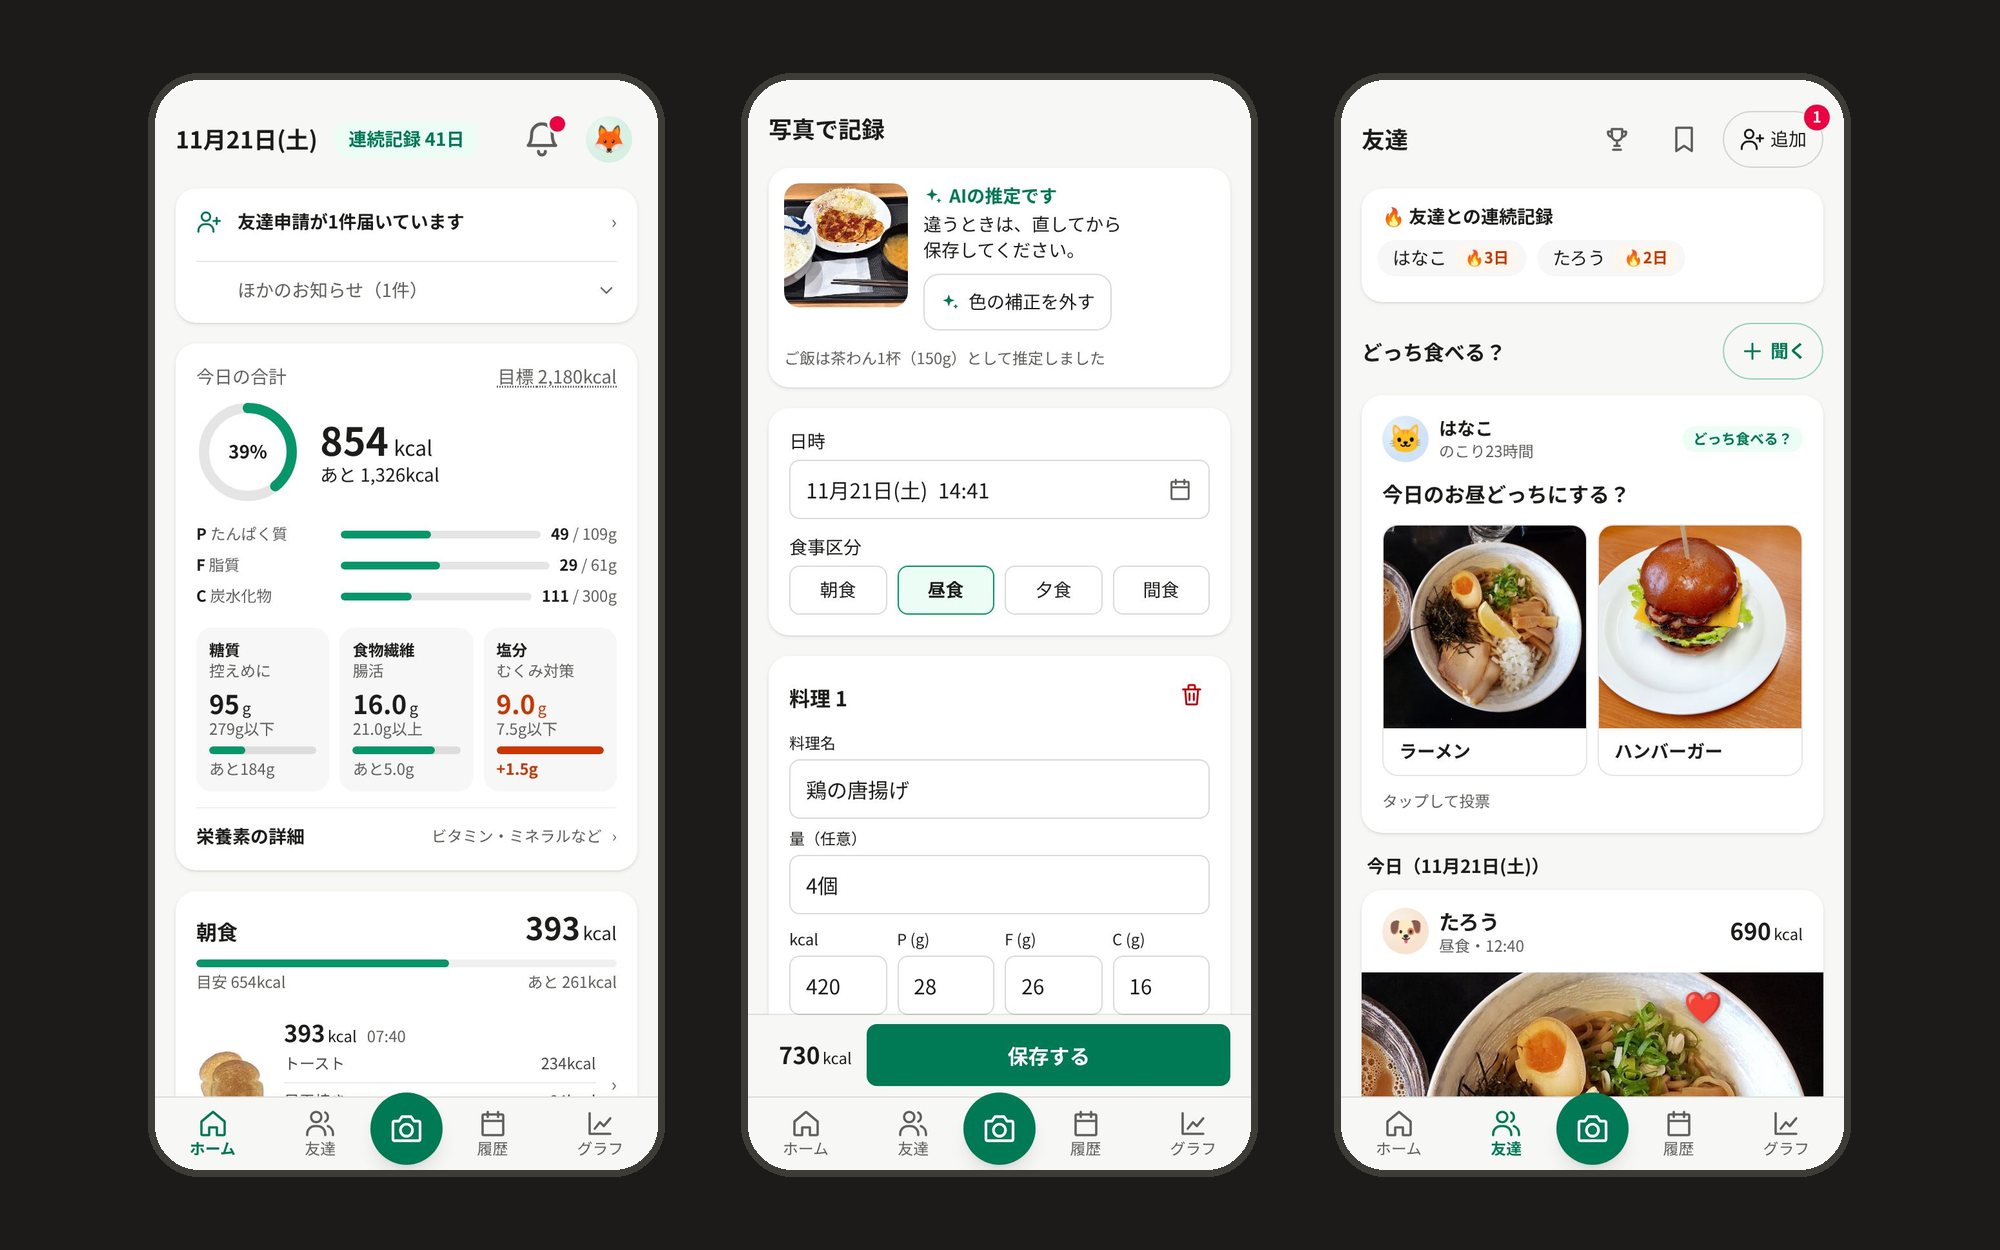 11月21日(土) 連続記録 41日
友達申請が1件届いています
ほかのお知らせ（1件）
今日の合計 目標 2,180kcal
39%
854 kcal
あと 1,326kcal
P たんぱく質 49 / 109g
F 脂質 29 / 61g
C 炭水化物 111 / 300g
糖質
控えめに
95 g
279g以下
あと184g
食物繊維
腸活
16.0 g
21.0g以上
あと5.0g
塩分
むくみ対策
9.0 g
7.5g以下
+1.5g
栄養素の詳細 ビタミン・ミネラルなど
朝食 393 kcal
目安 654kcal あと 261kcal
393 kcal 07:40
トースト 234kcal
ホーム 友達 履歴 グラフ
写真で記録
AIの推定です
違うときは、直してから
保存してください。
色の補正を外す
ご飯は茶わん1杯（150g）として推定しました
日時
11月21日(土) 14:41
食事区分
朝食 昼食 夕食 間食
料理 1
料理名
鶏の唐揚げ
量（任意）
4個
kcal P (g) F (g) C (g)
420 28 26 16
730 kcal 保存する
ホーム 友達 履歴 グラフ
友達 追加 1
友達との連続記録
はなこ 3日 たろう 2日
どっち食べる？ 聞く
はなこ
のこり23時間
どっち食べる？
今日のお昼どっちにする？
ラーメン ハンバーガー
タップして投票
今日（11月21日(土)）
たろう
昼食・12:40
690 kcal
ホーム 友達 履歴 グラフ